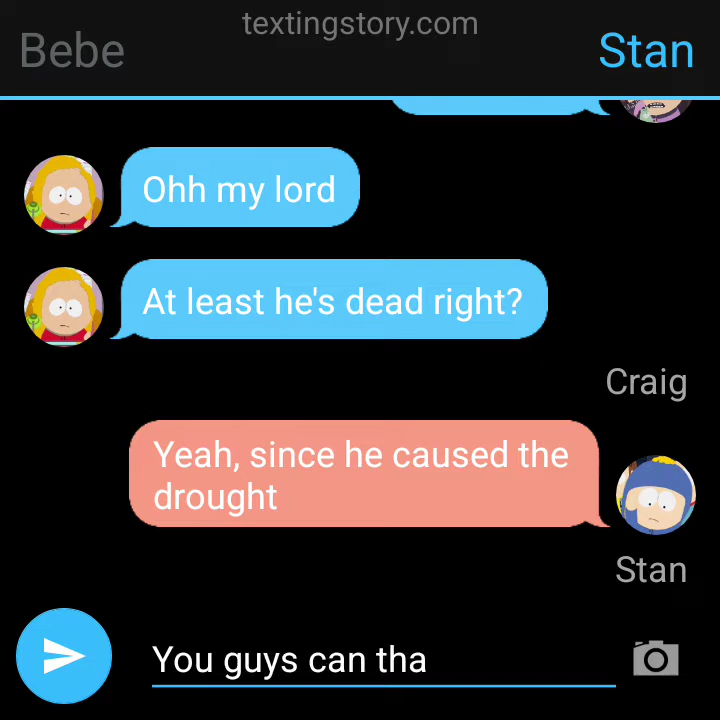 textingstory.com
Bebe
Stan
Ohh my lord
At least he's dead right?
Craig
Yeah, since he caused the
drought
Stan
You guys can tha